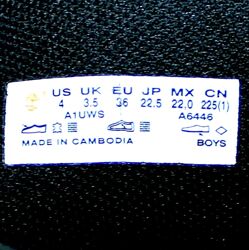 US UK EU JP MX CN
4 3.5 36 22.5 22.0 225(1)
A1UWS A6446
MADE IN CAMBODIA BOYS